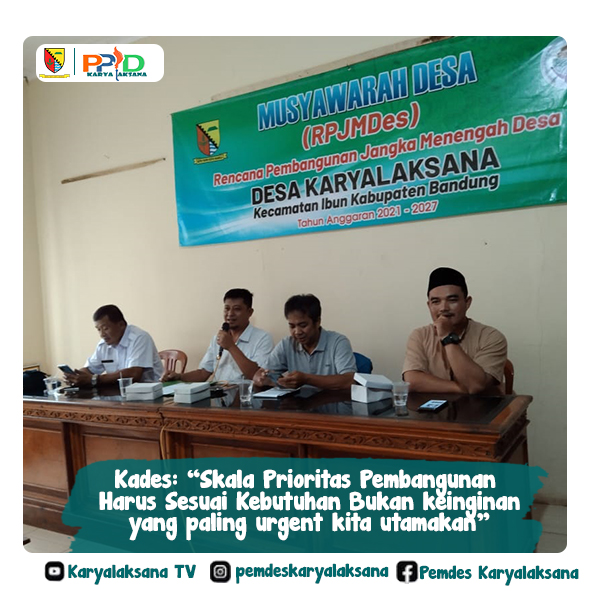 PPID
KARYALAKSANA
MUSYAWARAH DESA
(RPJMDes)
Rencana Pembangunan Jangka Menengah Desa
DESA KARYALAKSANA
Kecamatan Ibun Kabupaten Bandung
Tahun Anggaran 2021 - 2027
Kades: “Skala Prioritas Pembangunan
Harus Sesuai Kebutuhan Bukan keinginan
yang paling urgent kita utamakan”
Karyalaksana TV pemdeskaryalaksana Pemdes Karyalaksana